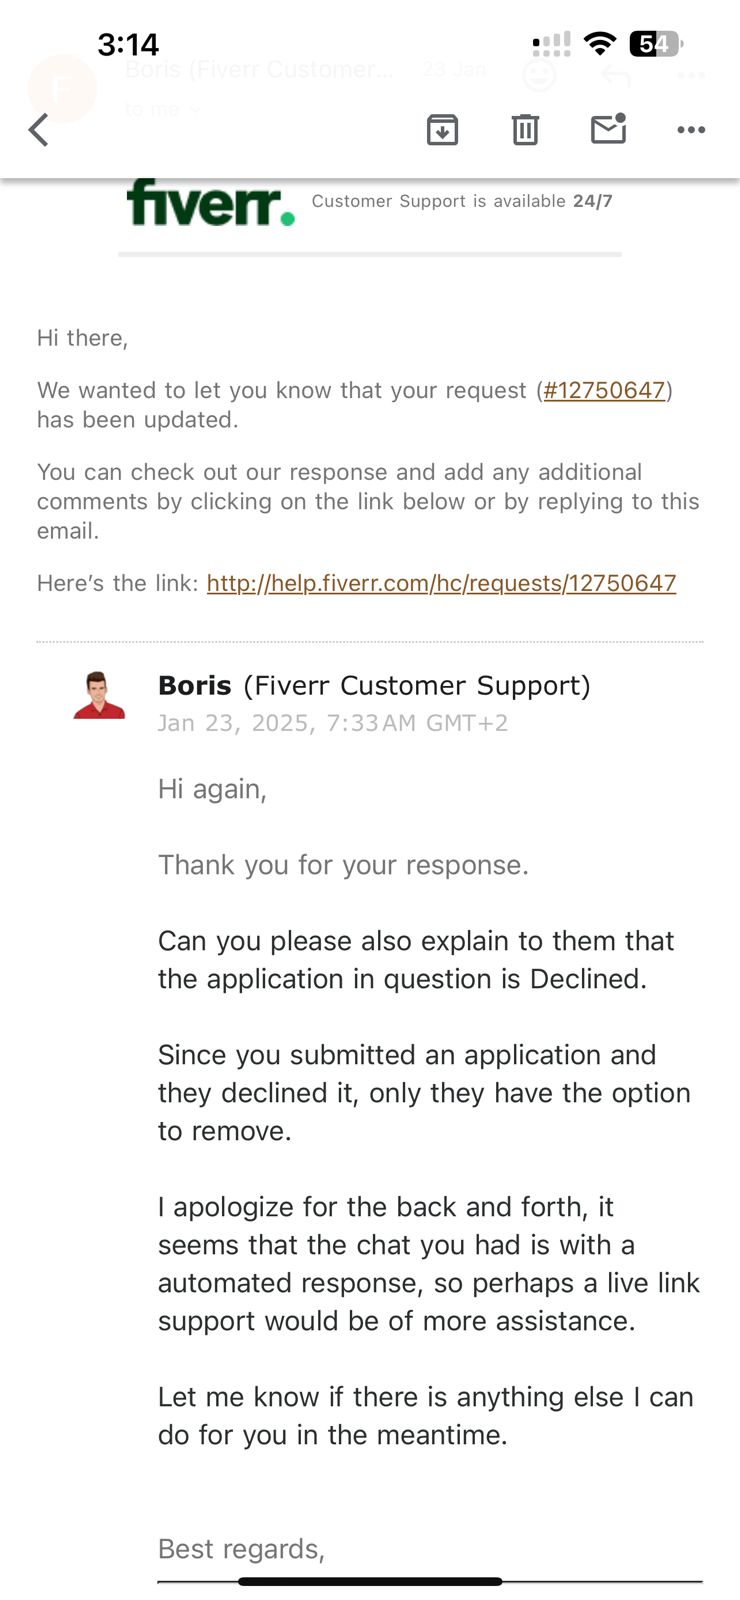 3:14
54
Boris (Fiverr Customer... 23 Jan
F
to me
fiverr. Customer Support is available 24/7
Hi there,
We wanted to let you know that your request (#12750647)
has been updated.
You can check out our response and add any additional
comments by clicking on the link below or by replying to this
email.
Here's the link: http://help.fiverr.com/hc/requests/12750647
Boris (Fiverr Customer Support)
Jan 23, 2025, 7:33 AM GMT+2
Hi again,
Thank you for your response.
Can you please also explain to them that
the application in question is Declined.
Since you submitted an application and
they declined it, only they have the option
to remove.
I apologize for the back and forth, it
seems that the chat you had is with a
automated response, so perhaps a live link
support would be of more assistance.
Let me know if there is anything else I can
do for you in the meantime.
Best regards,